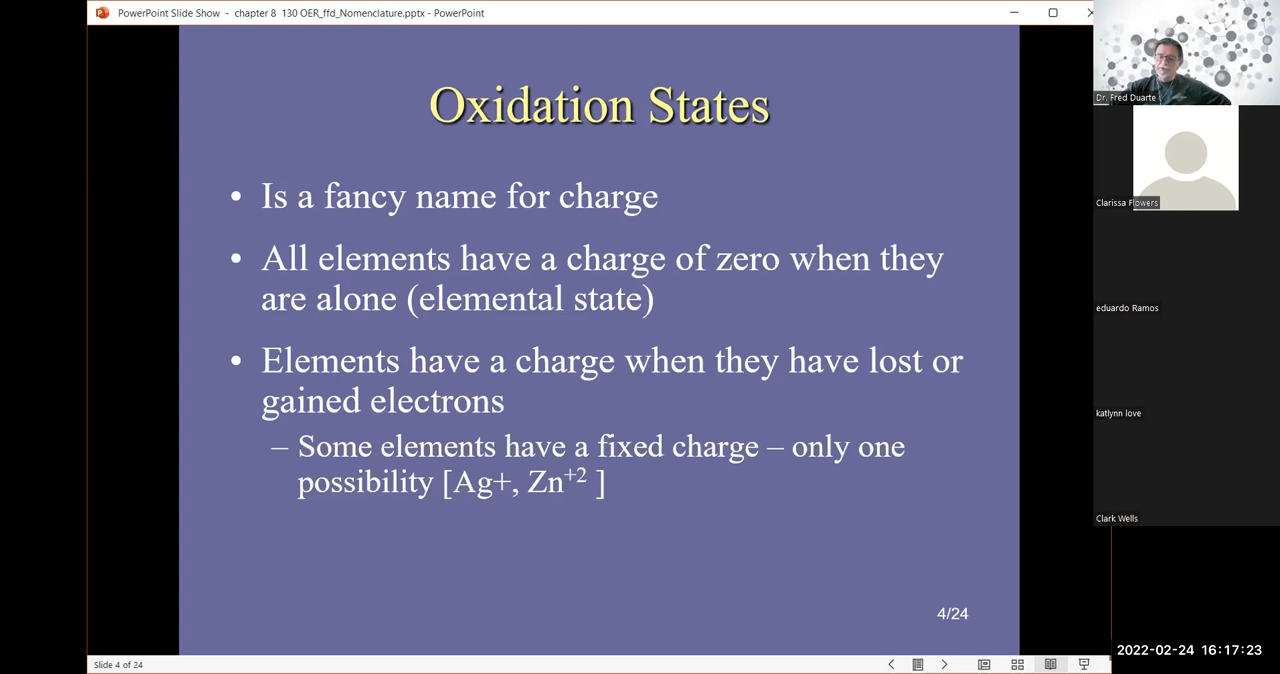 PowerPoint Slide Show - chapter 8 130 OER_ffd_Nomenclature.pptx - PowerPoint
Oxidation States
• Is a fancy name for charge
• All elements have a charge of zero when they
are alone (elemental state)
• Elements have a charge when they have lost or
gained electrons
– Some elements have a fixed charge – only one
possibility [Ag+, Zn⁺² ]
4/24
Slide 4 of 24
Dr. Fred Duarte
Clarissa Flowers
eduardo Ramos
katlynn love
Clark Wells
2022-02-24 16:17:23